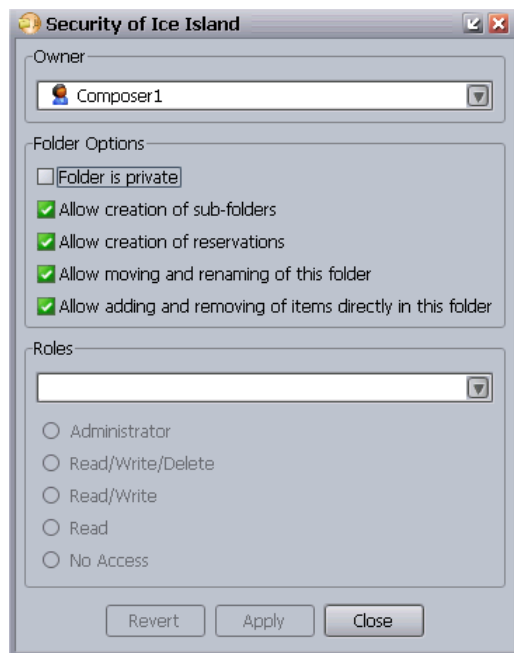 Security of Ice Island
Owner
Composer1
Folder Options
Folder is private
Allow creation of sub-folders
Allow creation of reservations
Allow moving and renaming of this folder
Allow adding and removing of items directly in this folder
Roles
Administrator
Read/Write/Delete
Read/Write
Read
No Access
Revert Apply Close